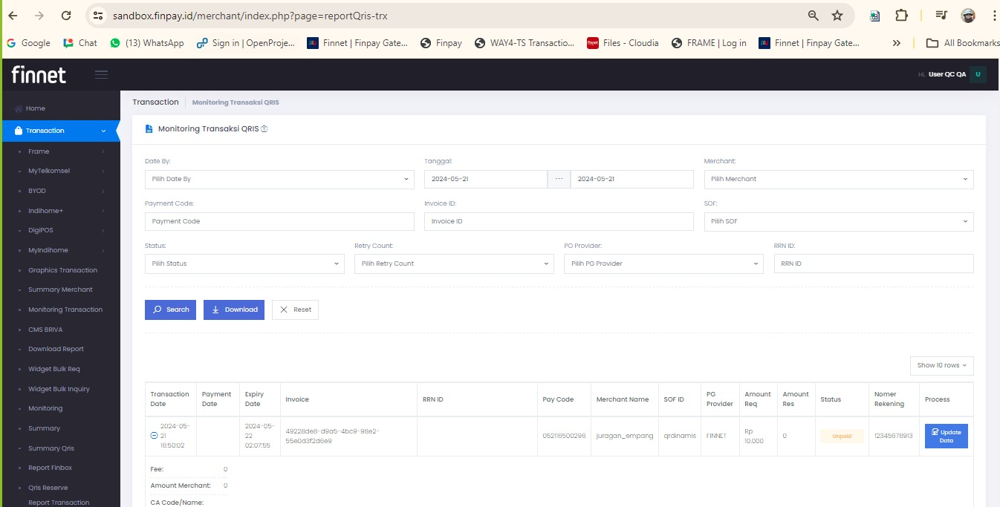 sandbox.finpay.id/merchant/index.php?page=reportQris-trx
Google Chat (13) WhatsApp Sign in | OpenProje... Finnet | Finpay Gate... Finpay WAY4-TS Transactio... Files - Cloudia FRAME | Log in Finnet | Finpay Gate... » All Bookmarks
finnet
Hi, User QC QA U
Home
Transaction
Frame
MyTelkomsel
BYOD
Indihome+
DigiPOS
MyIndihome
Graphics Transaction
Summary Merchant
Monitoring Transaction
CMS BRIVA
Download Report
Widget Bulk Req
Widget Bulk Inquiry
Monitoring
Summary
Summary Qris
Report Finbox
Qris Reserve
Report Transaction
Transaction Monitoring Transaksi QRIS
Monitoring Transaksi QRIS
Date By: Tanggal: Merchant:
Pilih Date By 2024-05-21 ... 2024-05-21 Pilih Merchant
Payment Code: Invoice ID: SOF:
Payment Code Invoice ID Pilih SOF
Status: Retry Count: PG Provider: RRN ID:
Pilih Status Pilih Retry Count Pilih PG Provider RRN ID
Search Download Reset
Show 10 rows
Transaction Date Payment Date Expiry Date Invoice RRN ID Pay Code Merchant Name SOF ID PG Provider Amount Req Amount Res Status Nomer Rekening Process
2024-05-21 16:50:02 2024-05-22 02:07:55 49228de8-d9a5-4bc9-98e2-55e0d3f2d6e9 052116500296 juragan_empang qrdinamis FINNET Rp 10.000 0 Unpaid 12345678913 Update Data
Fee: 0
Amount Merchant: 0
CA Code/Name: